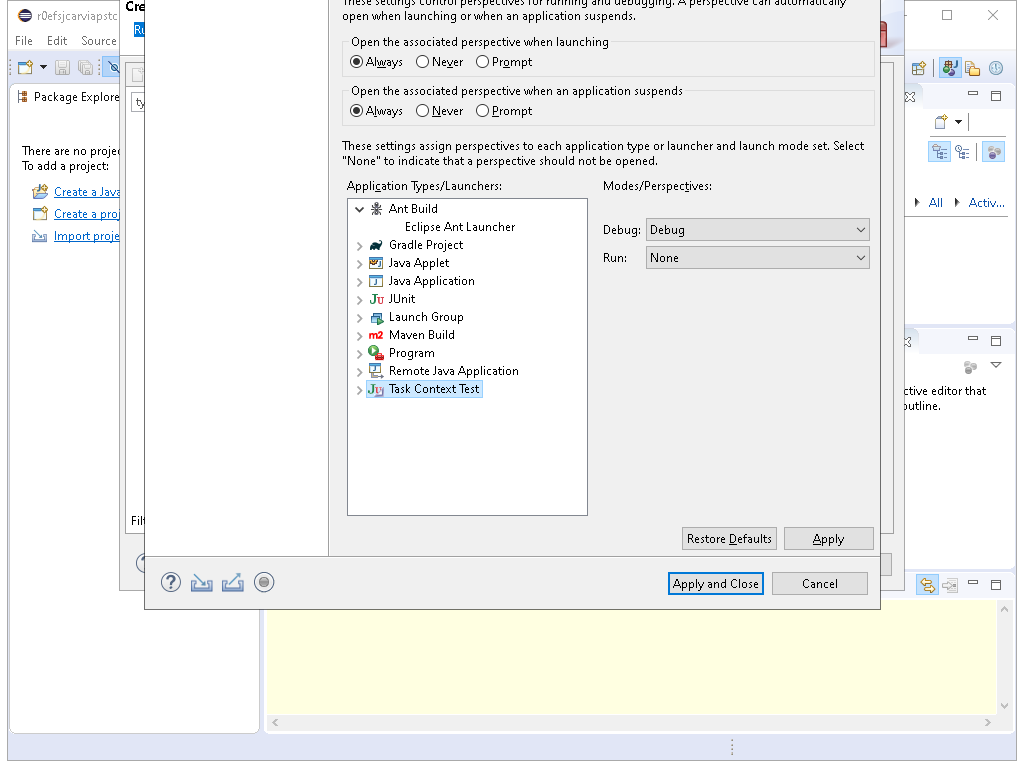 r0efsjcarviapstc
Cre
Ru
File Edit Source
These settings control perspectives for running and debugging. A perspective can automatically
open when launching or when an application suspends.
Open the associated perspective when launching
Always Never Prompt
Open the associated perspective when an application suspends
Always Never Prompt
These settings assign perspectives to each application type or launcher and launch mode set. Select
"None" to indicate that a perspective should not be opened.
Application Types/Launchers:
Modes/Perspectives:
Ant Build
Eclipse Ant Launcher
Gradle Project
Java Applet
Java Application
JUnit
Launch Group
m2 Maven Build
Program
Remote Java Application
Ju Task Context Test
Debug: Debug
Run: None
Restore Defaults
Apply
Apply and Close
Cancel
Package Explore
ty
There are no projec
To add a project:
Create a Java
Create a proj
Import proje
Filt
All
Activ...
ctive editor that
outline.